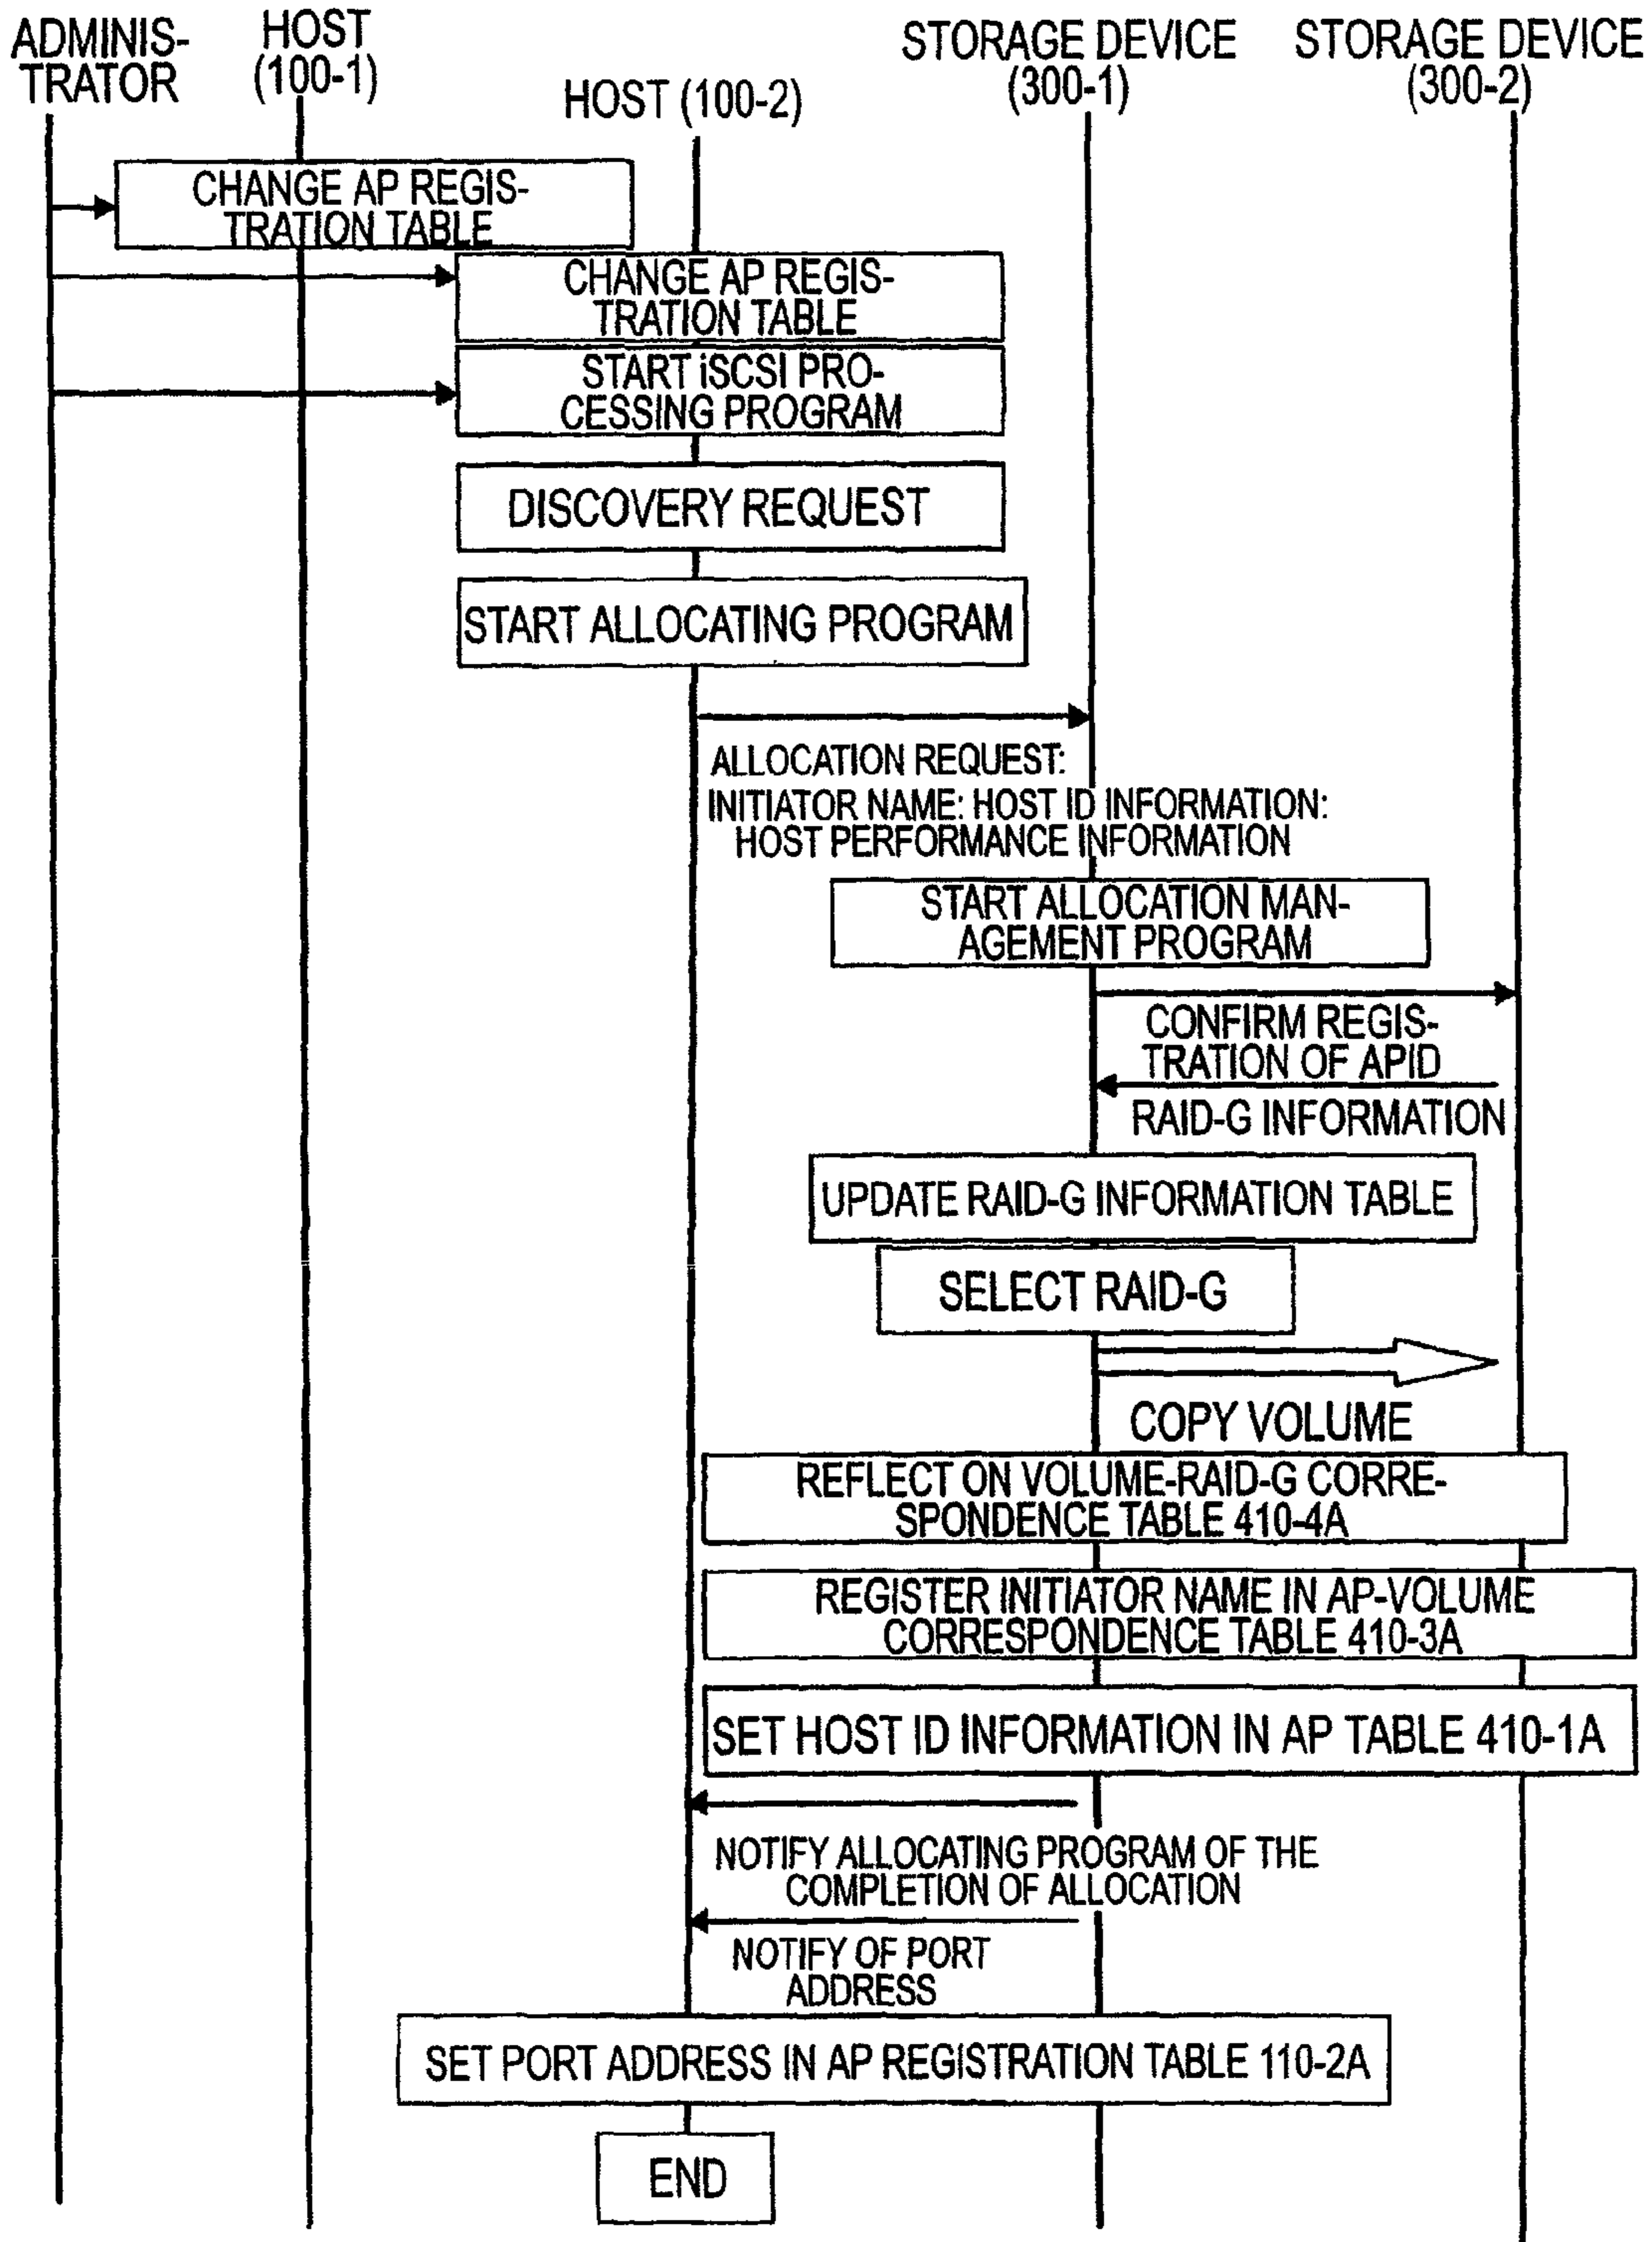 ADMINIS-
TRATOR
HOST
(100-1)
HOST (100-2)
STORAGE DEVICE
(300-1)
STORAGE DEVICE
(300-2)
CHANGE AP REGIS-
TRATION TABLE
CHANGE AP REGIS-
TRATION TABLE
START iSCSI PRO-
CESSING PROGRAM
DISCOVERY REQUEST
START ALLOCATING PROGRAM
ALLOCATION REQUEST:
INITIATOR NAME: HOST ID INFORMATION:
HOST PERFORMANCE INFORMATION
START ALLOCATION MAN-
AGEMENT PROGRAM
CONFIRM REGIS-
TRATION OF APID
RAID-G INFORMATION
UPDATE RAID-G INFORMATION TABLE
SELECT RAID-G
COPY VOLUME
REFLECT ON VOLUME-RAID-G CORRE-
SPONDENCE TABLE 410-4A
REGISTER INITIATOR NAME IN AP-VOLUME
CORRESPONDENCE TABLE 410-3A
SET HOST ID INFORMATION IN AP TABLE 410-1A
NOTIFY ALLOCATING PROGRAM OF THE
COMPLETION OF ALLOCATION
NOTIFY OF PORT
ADDRESS
SET PORT ADDRESS IN AP REGISTRATION TABLE 110-2A
END